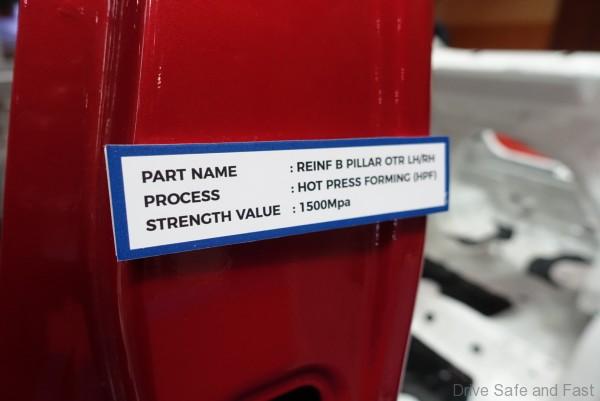 PART NAME : REINF B PILLAR OTR LH/RH
PROCESS : HOT PRESS FORMING (HPF)
STRENGTH VALUE : 1500Mpa
Drive Safe and Fast